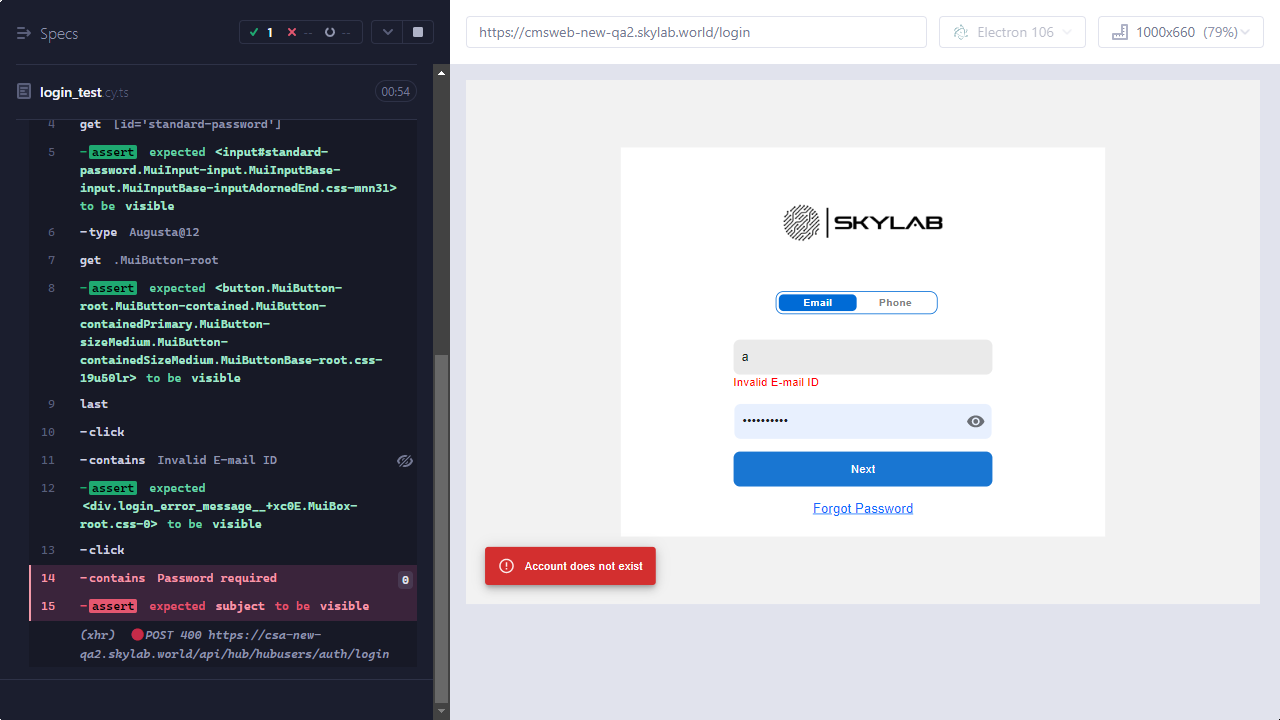 Specs
1
--
--
https://cmsweb-new-qa2.skylab.world/login
Electron 106
1000x660 (79%)
login_test.cy.ts
00:54
4 get [id='standard-password']
5 -assert expected <input#standard-
password.MuiInput-input.MuiInputBase-
input.MuiInputBase-inputAdornedEnd.css-mnn31>
to be visible
6 -type Augusta@12
7 get .MuiButton-root
8 -assert expected <button.MuiButton-
root.MuiButton-contained.MuiButton-
containedPrimary.MuiButton-
sizeMedium.MuiButton-
containedSizeMedium.MuiButtonBase-root.css-
19u50lr> to be visible
9 last
10 -click
11 -contains Invalid E-mail ID
12 -assert expected
<div.login_error_message__+xc0E.MuiBox-
root.css-0> to be visible
13 -click
14 -contains Password required 0
15 -assert expected subject to be visible
(xhr) POST 400 https://csa-new-
qa2.skylab.world/api/hub/hubusers/auth/login
SKYLAB
Email Phone
a
Invalid E-mail ID
••••••••••
Next
Forgot Password
Account does not exist